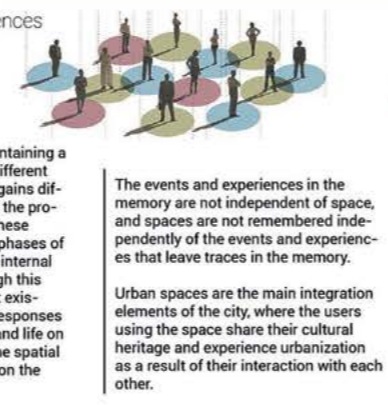 nces
ntaining a
ifferent
gains dif-
the pro-
hese
phases of
internal
gh this
exis-
esponses
nd life on
e spatial
on the
The events and experiences in the
memory are not independent of space,
and spaces are not remembered inde-
pendently of the events and experienc-
es that leave traces in the memory.
Urban spaces are the main integration
elements of the city, where the users
using the space share their cultural
heritage and experience urbanization
as a result of their interaction with each
other.